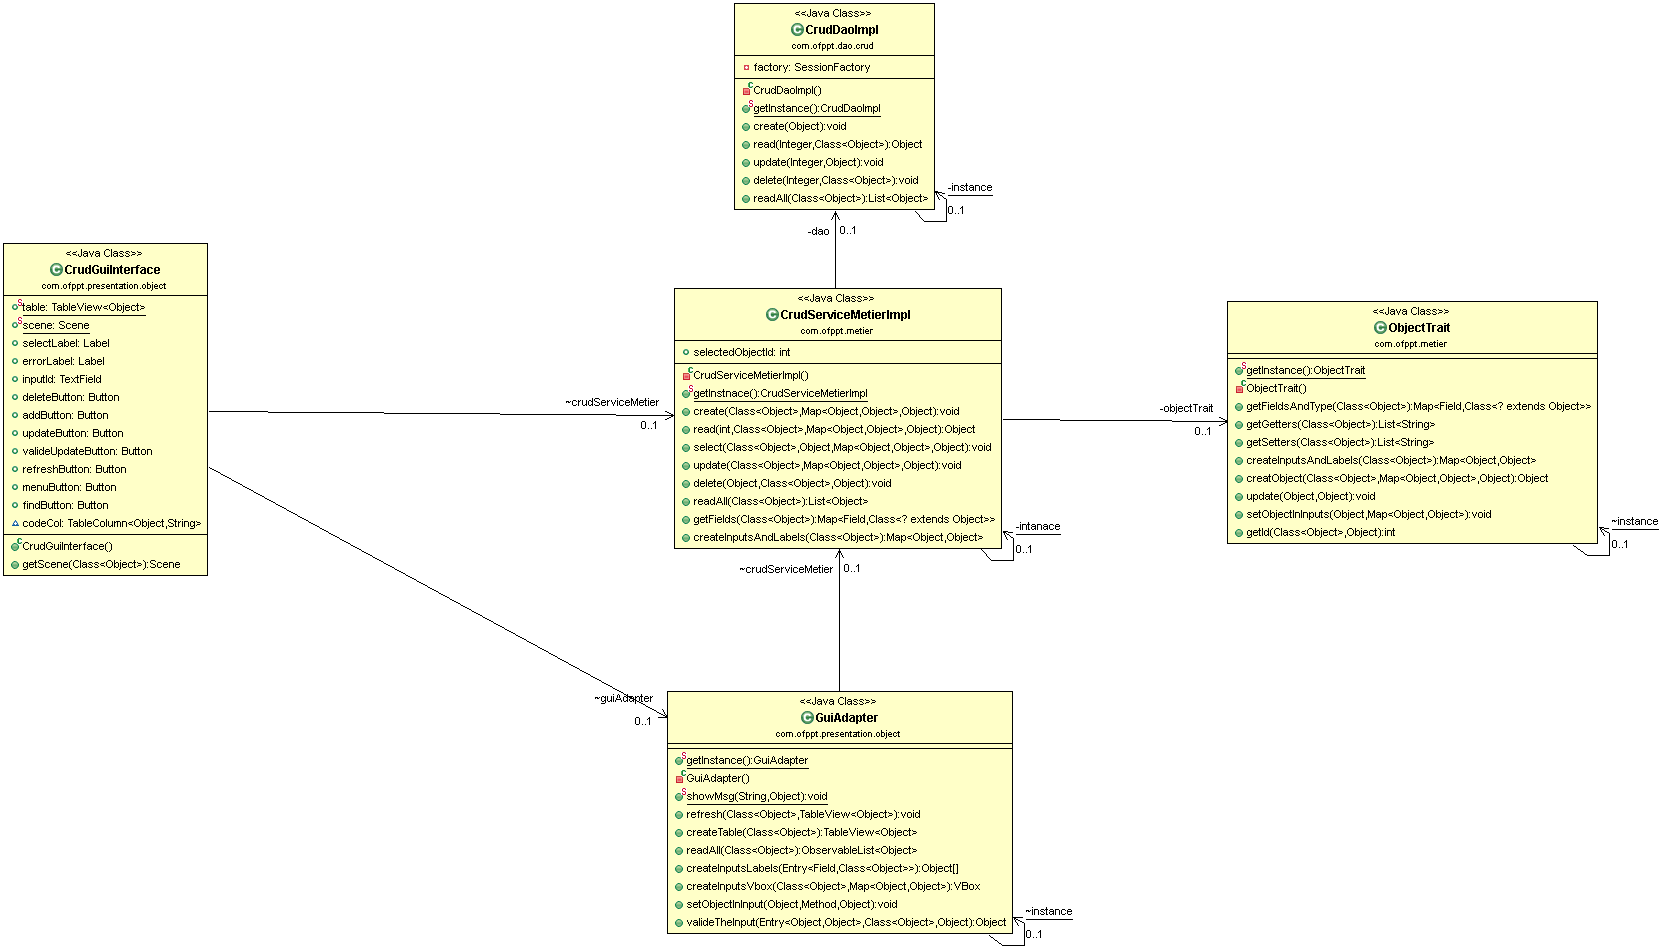 <<Java Class>>
CrudDaoImpl
com.ofppt.dao.crud
factory: SessionFactory
CrudDaoImpl()
getInstance():CrudDaoImpl
create(Object):void
read(Integer,Class<Object>):Object
update(Integer,Object):void
delete(Integer,Class<Object>):void
readAll(Class<Object>):List<Object>
-instance
0..1
-dao
0..1
<<Java Class>>
CrudGuiInterface
com.ofppt.presentation.object
table: TableView<Object>
scene: Scene
selectLabel: Label
errorLabel: Label
inputId: TextField
deleteButton: Button
addButton: Button
updateButton: Button
valideUpdateButton: Button
refreshButton: Button
menuButton: Button
findButton: Button
codeCol: TableColumn<Object,String>
CrudGuiInterface()
getScene(Class<Object>):Scene
~crudServiceMetier
0..1
<<Java Class>>
CrudServiceMetierImpl
com.ofppt.metier
selectedObjectId: int
CrudServiceMetierImpl()
getInstnace():CrudServiceMetierImpl
create(Class<Object>,Map<Object,Object>,Object):void
read(int,Class<Object>,Map<Object,Object>,Object):Object
select(Class<Object>,Object,Map<Object,Object>,Object):void
update(Class<Object>,Map<Object,Object>,Object):void
delete(Object,Class<Object>,Object):void
readAll(Class<Object>):List<Object>
getFields(Class<Object>):Map<Field,Class<? extends Object>>
createInputsAndLabels(Class<Object>):Map<Object,Object>
-intanace
0..1
-objectTrait
0..1
<<Java Class>>
ObjectTrait
com.ofppt.metier
getInstance():ObjectTrait
ObjectTrait()
getFieldsAndType(Class<Object>):Map<Field,Class<? extends Object>>
getGetters(Class<Object>):List<String>
getSetters(Class<Object>):List<String>
createInputsAndLabels(Class<Object>):Map<Object,Object>
creatObject(Class<Object>,Map<Object,Object>,Object):Object
update(Object,Object):void
setObjectInInputs(Object,Map<Object,Object>):void
getId(Class<Object>,Object):int
~instance
0..1
~crudServiceMetier
0..1
~guiAdapter
0..1
<<Java Class>>
GuiAdapter
com.ofppt.presentation.object
getInstance():GuiAdapter
GuiAdapter()
showMsg(String,Object):void
refresh(Class<Object>,TableView<Object>):void
createTable(Class<Object>):TableView<Object>
readAll(Class<Object>):ObservableList<Object>
createInputsLabels(Entry<Field,Class<Object>>):Object[]
createInputsVbox(Class<Object>,Map<Object,Object>):VBox
setObjectInInput(Object,Method,Object):void
valideTheInput(Entry<Object,Object>,Class<Object>,Object):Object
~instance
0..1